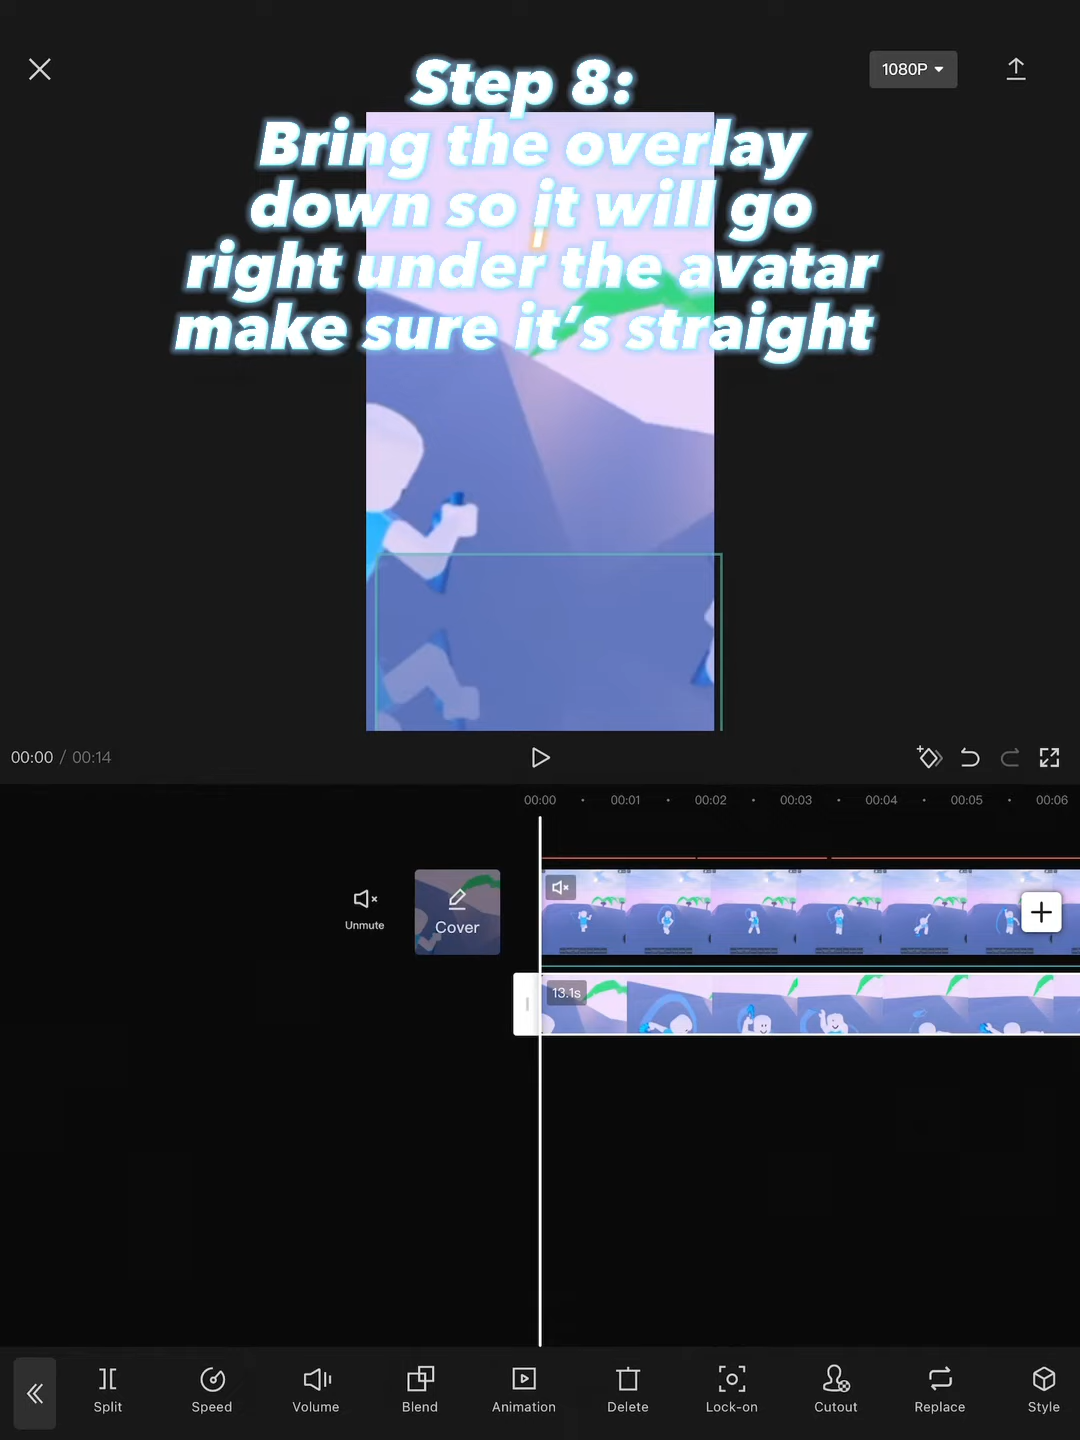 1080P
Step 8:
Bring the overlay
down so it will go
right under the avatar
make sure it’s straight
00:00 / 00:14
00:00 00:01 00:02 00:03 00:04 00:05 00:06
Unmute
Cover
13.1s
Split Speed Volume Blend Animation Delete Lock-on Cutout Replace Style